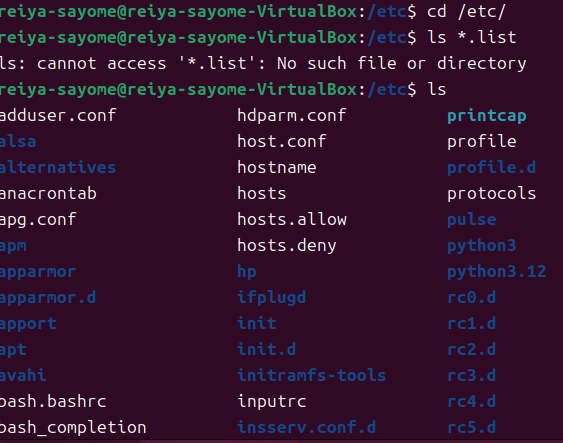 reiya-sayome@reiya-sayome-VirtualBox:/etc$ cd /etc/
reiya-sayome@reiya-sayome-VirtualBox:/etc$ ls *.list
ls: cannot access '*.list': No such file or directory
reiya-sayome@reiya-sayome-VirtualBox:/etc$ ls
adduser.conf hdparm.conf printcap
alsa host.conf profile
alternatives hostname profile.d
anacrontab hosts protocols
apg.conf hosts.allow pulse
apm hosts.deny python3
apparmor hp python3.12
apparmor.d ifplugd rc0.d
apport init rc1.d
apt init.d rc2.d
avahi initramfs-tools rc3.d
bash.bashrc inputrc rc4.d
bash_completion insserv.conf.d rc5.d